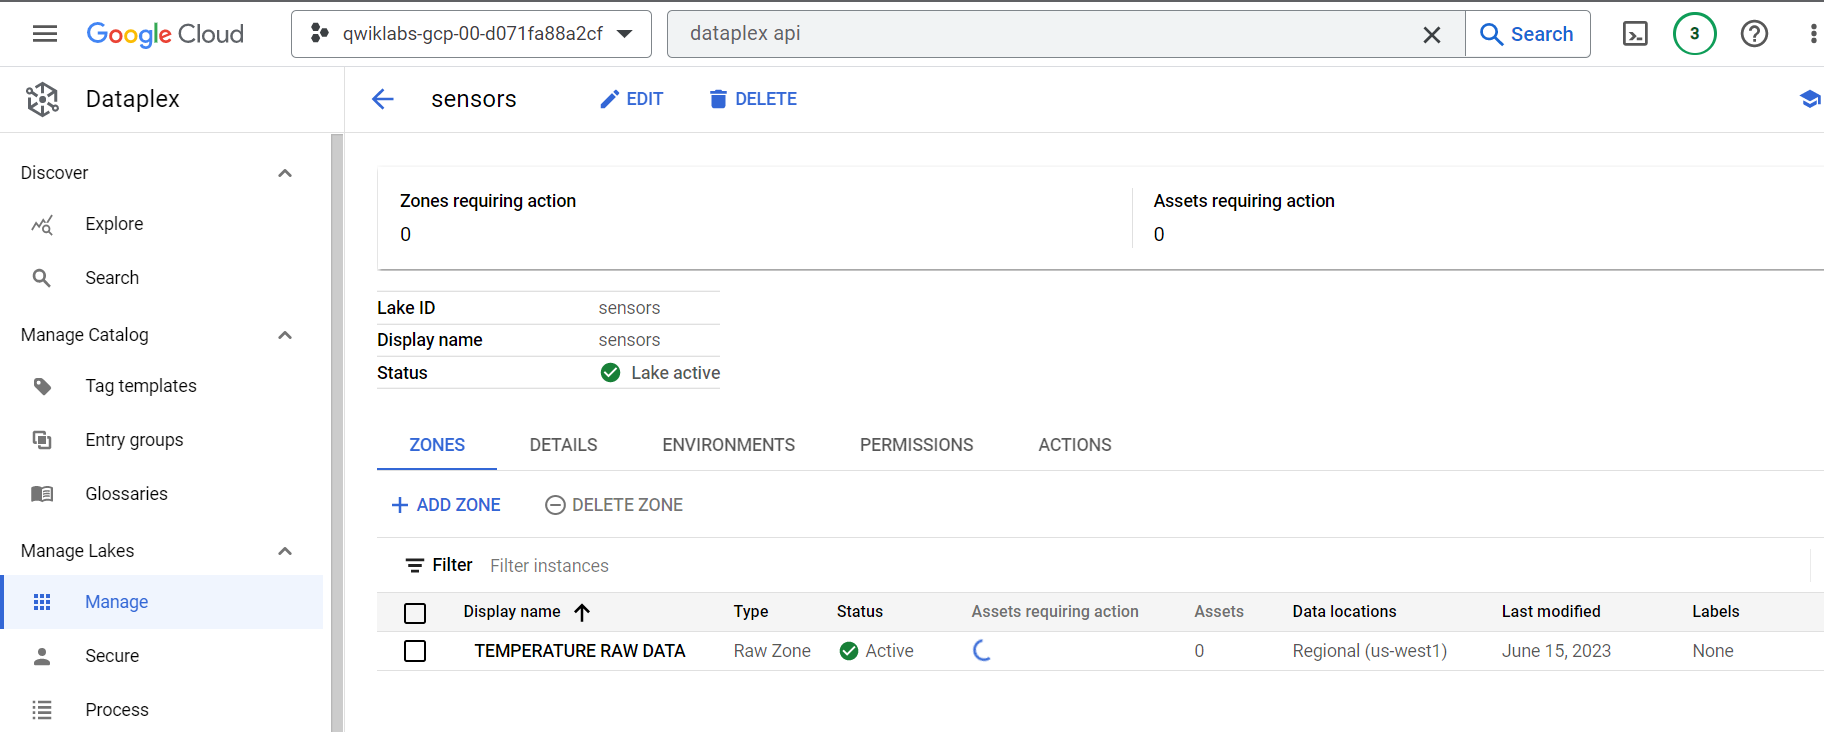 Google Cloud
qwiklabs-gcp-00-d071fa88a2cf
dataplex api
Search
3
Dataplex
sensors
EDIT
DELETE
Discover
Explore
Search
Manage Catalog
Tag templates
Entry groups
Glossaries
Manage Lakes
Manage
Secure
Process
Zones requiring action
0
Assets requiring action
0
Lake ID sensors
Display name sensors
Status Lake active
ZONES DETAILS ENVIRONMENTS PERMISSIONS ACTIONS
ADD ZONE DELETE ZONE
Filter Filter instances
Display name Type Status Assets requiring action Assets Data locations Last modified Labels
TEMPERATURE RAW DATA Raw Zone Active 0 Regional (us-west1) June 15, 2023 None